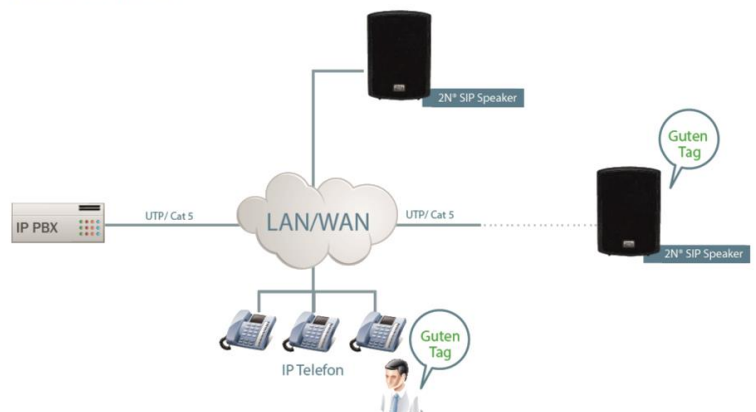 2N® SIP Speaker
Guten
Tag
IP PBX
UTP/ Cat 5
LAN/WAN
UTP/ Cat 5
2N® SIP Speaker
Guten
Tag
IP Telefon